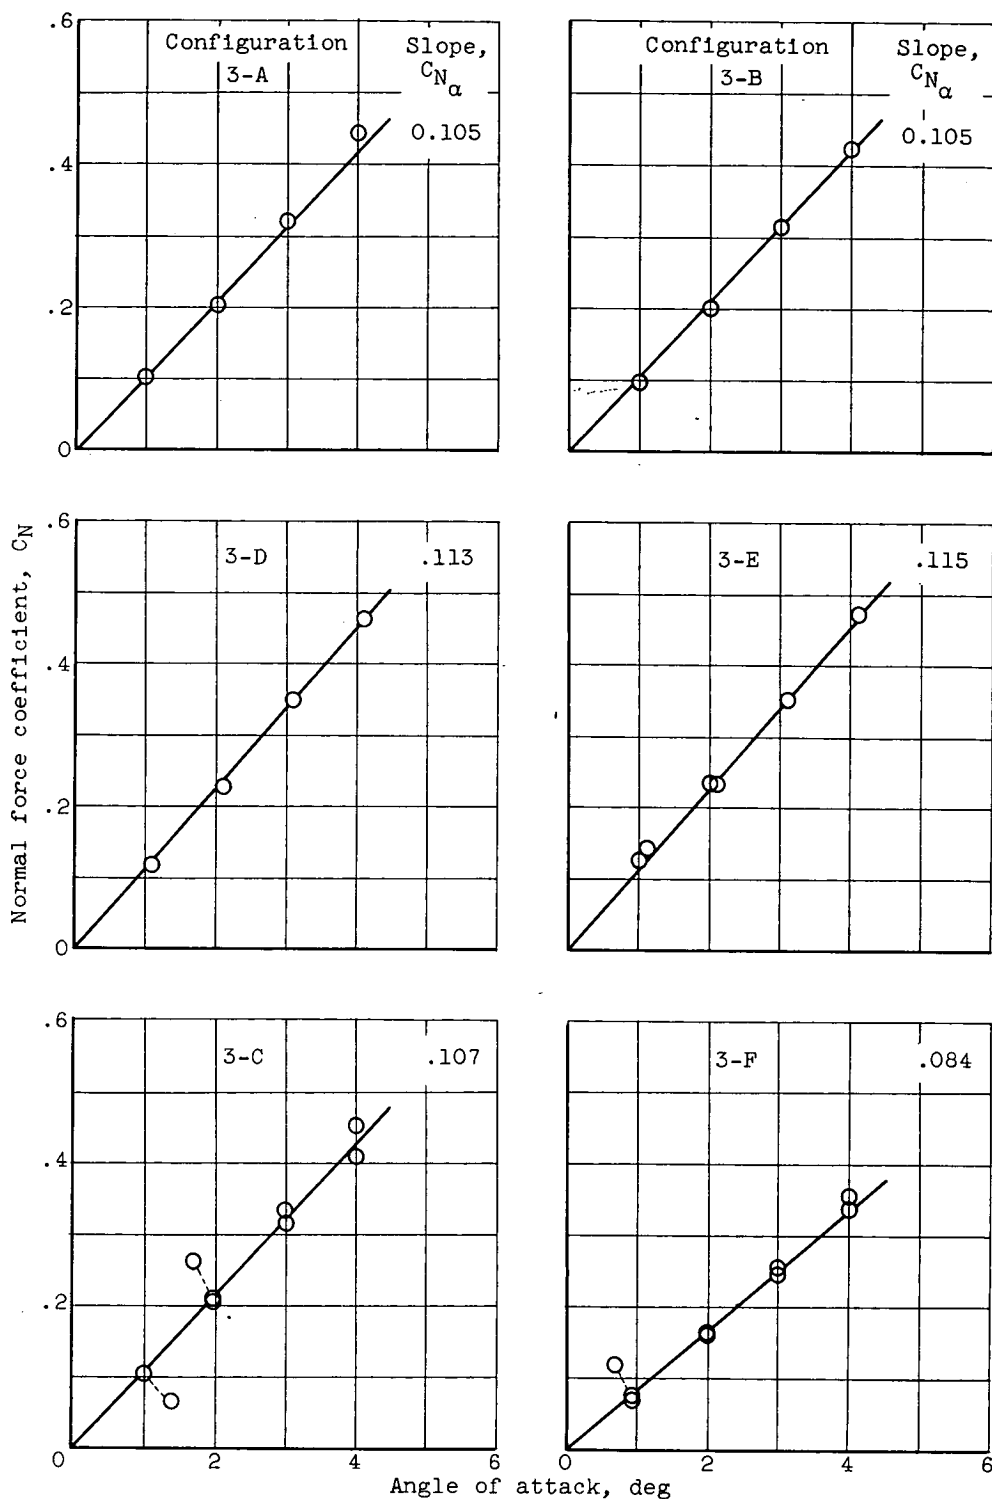 Configuration
3-A
Slope,
CNα
0.105
.6
.4
.2
0
Configuration
3-B
Slope,
CNα
0.105
Normal force coefficient, CN
3-D
.113
.6
.4
.2
0
3-E
.115
3-C
.107
.6
.4
.2
0
2
4
6
3-F
.084
0
2
4
6
Angle of attack, deg